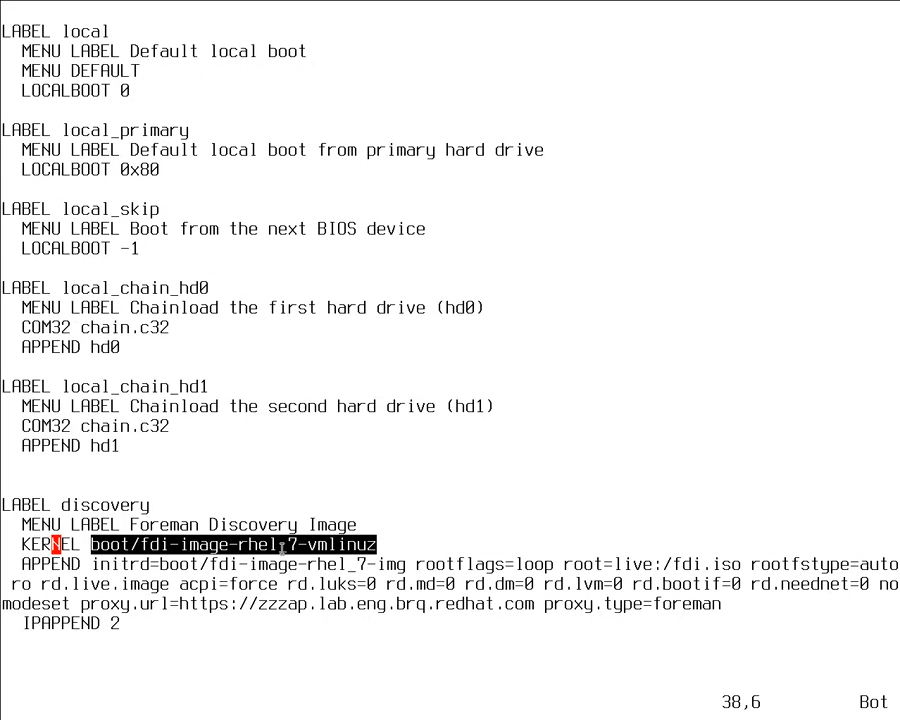 LABEL local
MENU LABEL Default local boot
MENU DEFAULT
LOCALBOOT 0
LABEL local_primary
MENU LABEL Default local boot from primary hard drive
LOCALBOOT 0x80
LABEL local_skip
MENU LABEL Boot from the next BIOS device
LOCALBOOT -1
LABEL local_chain_hd0
MENU LABEL Chainload the first hard drive (hd0)
COM32 chain.c32
APPEND hd0
LABEL local_chain_hd1
MENU LABEL Chainload the second hard drive (hd1)
COM32 chain.c32
APPEND hd1
LABEL discovery
MENU LABEL Foreman Discovery Image
KERNEL boot/fdi-image-rhel_7-vmlinuz
APPEND initrd=boot/fdi-image-rhel_7-img rootflags=loop root=live:/fdi.iso rootfstype=auto
ro rd.live.image acpi=force rd.luks=0 rd.md=0 rd.dm=0 rd.lvm=0 rd.bootif=0 rd.neednet=0 no
modeset proxy.url=https://zzzap.lab.eng.brq.redhat.com proxy.type=foreman
IPAPPEND 2
38,6 Bot